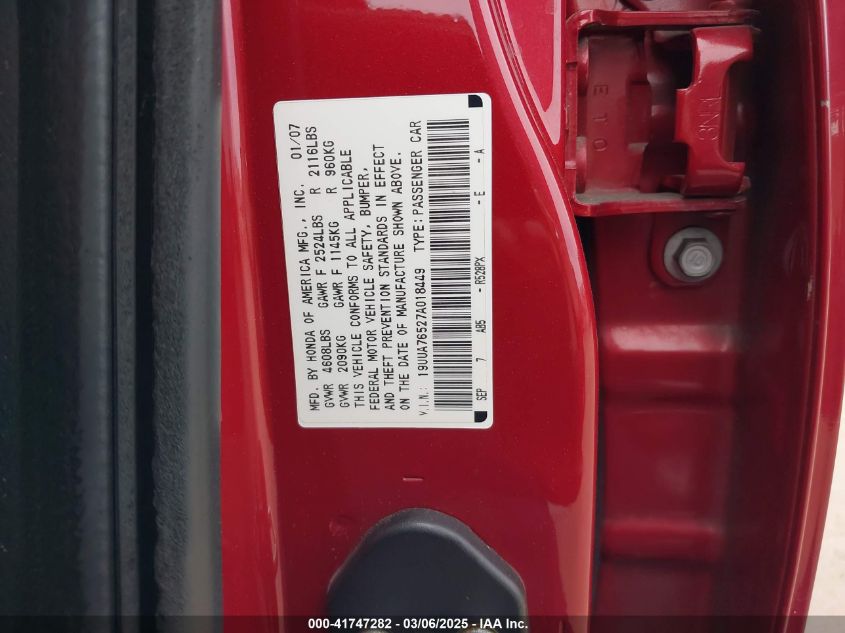 MFD. BY HONDA OF AMERICA MFG., INC. 01/07
GVWR 4608LBS GAWR F 2524LBS R 2116LBS
GVWR 2090KG GAWR F 1145KG R 960KG
THIS VEHICLE CONFORMS TO ALL APPLICABLE
FEDERAL MOTOR VEHICLE SAFETY, BUMPER,
AND THEFT PREVENTION STANDARDS IN EFFECT
ON THE DATE OF MANUFACTURE SHOWN ABOVE.
V.I.N.: 19UUA76527A018449 TYPE: PASSENGER CAR
SEP 7 AB5 - R528PX - E - A
E T O
000-41747282 — 03/06/2025 — IAA Inc.